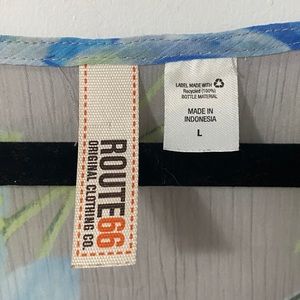 ROUTE66
ORIGINAL CLOTHING CO.
LABEL MADE WITH
Recycled (100%)
BOTTLE MATERIAL
MADE IN
INDONESIA
L